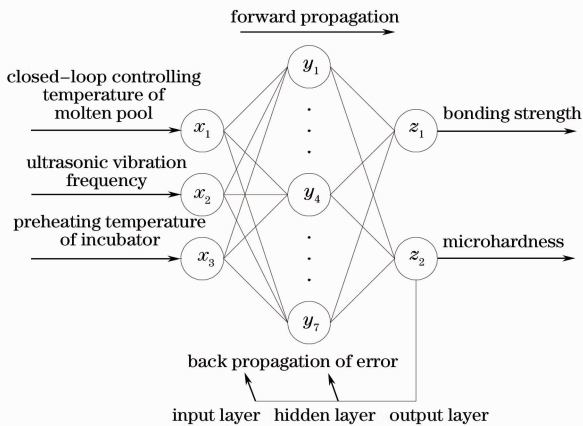 forward propagation
closed-loop controlling
temperature of
molten pool
ultrasonic vibration
frequency
preheating temperature
of incubator
x₁
x₂
x₃
y₁
y₄
y₇
z₁
z₂
bonding strength
microhardness
back propagation of error
input layer hidden layer output layer